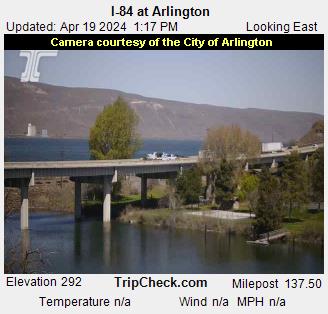 I-84 at Arlington
Updated: Apr 19 2024 1:17 PM Looking East
Camera courtesy of the City of Arlington
Elevation 292 TripCheck.com Milepost 137.50
Temperature n/a Wind n/a MPH n/a